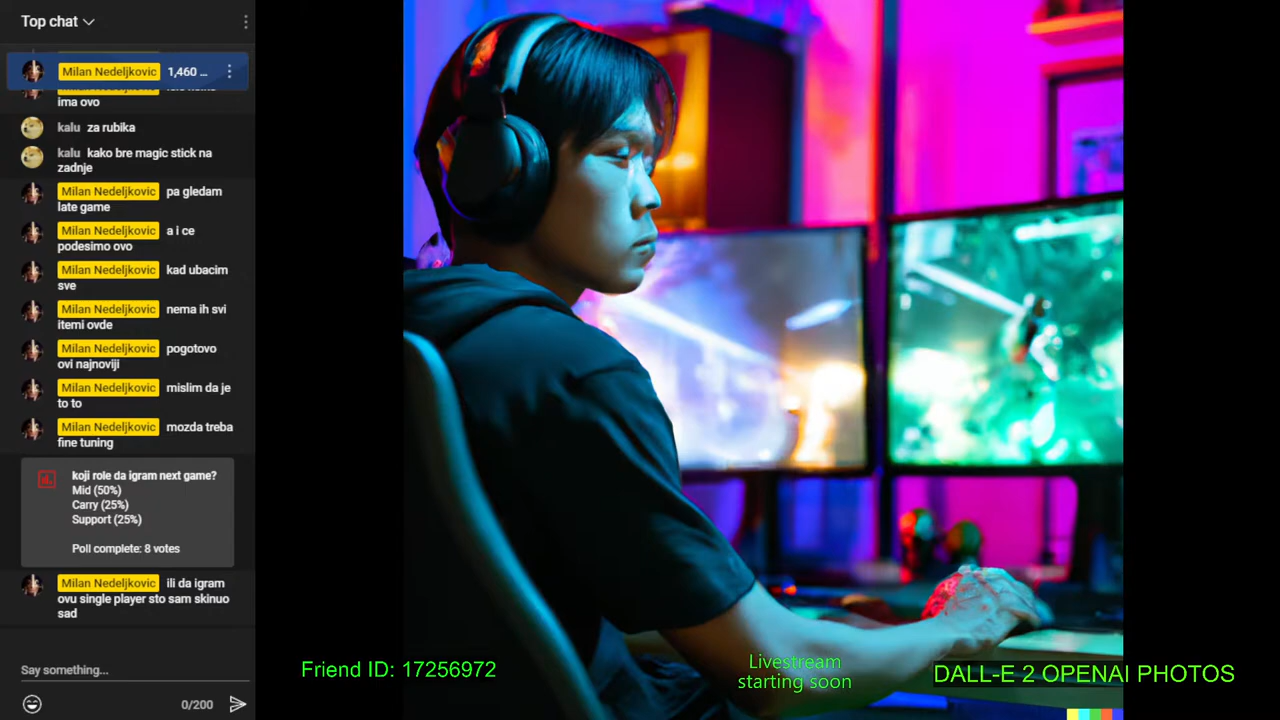 Top chat
Milan Nedeljkovic 1,460 ...
ima ovo
kalu za rubika
kalu kako bre magic stick na
zadnje
Milan Nedeljkovic pa gledam
late game
Milan Nedeljkovic a i ce
podesimo ovo
Milan Nedeljkovic kad ubacim
sve
Milan Nedeljkovic nema ih svi
itemi ovde
Milan Nedeljkovic pogotovo
ovi najnoviji
Milan Nedeljkovic mislim da je
to to
Milan Nedeljkovic mozda treba
fine tuning
koji role da igram next game?
Mid (50%)
Carry (25%)
Support (25%)
Poll complete: 8 votes
Milan Nedeljkovic ili da igram
ovu single player sto sam skinuo
sad
Say something...
0/200
Friend ID: 17256972
Livestream
starting soon
DALL-E 2 OPENAI PHOTOS